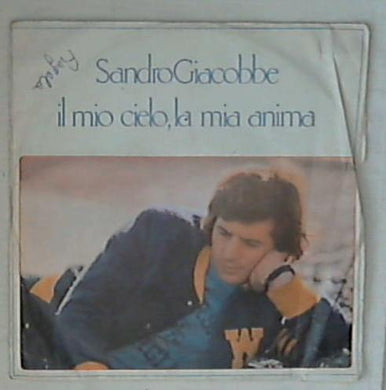 SandroGiacobbe
il mio cielo, la mia anima
W